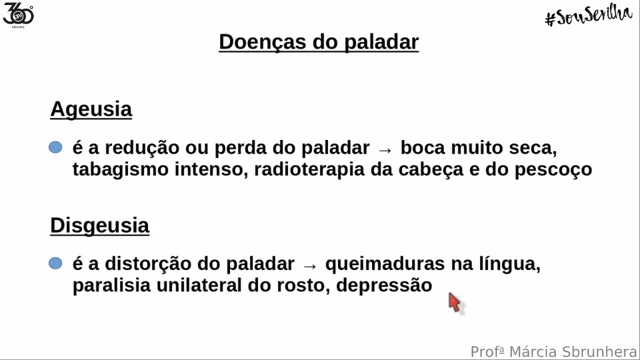 360°
#SouSevilha
Doenças do paladar
Ageusia
é a redução ou perda do paladar → boca muito seca,
tabagismo intenso, radioterapia da cabeça e do pescoço
Disgeusia
é a distorção do paladar → queimaduras na língua,
paralisia unilateral do rosto, depressão
Profª Márcia Sbrunhera